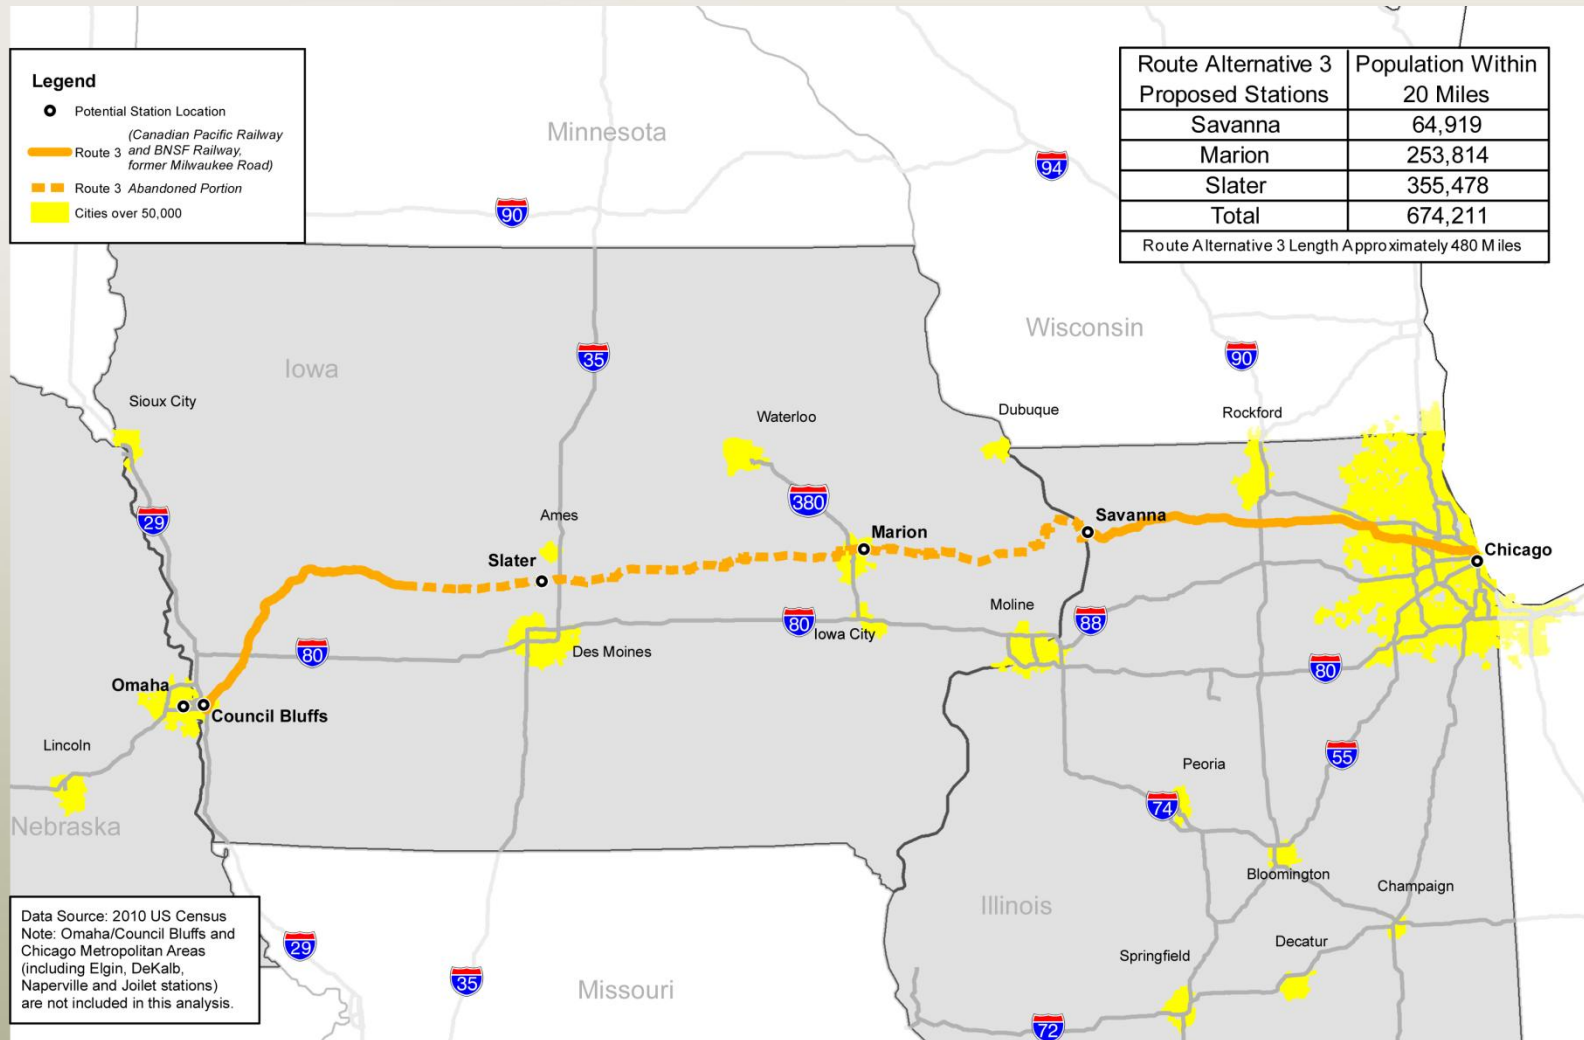 Legend
Potential Station Location
Route 3 (Canadian Pacific Railway
and BNSF Railway,
former Milwaukee Road)
Route 3 Abandoned Portion
Cities over 50,000
Route Alternative 3 Population Within
Proposed Stations 20 Miles
Savanna 64,919
Marion 253,814
Slater 355,478
Total 674,211
Route Alternative 3 Length Approximately 480 Miles
Minnesota
94
90
Wisconsin
35
90
Iowa
Sioux City
Waterloo
Dubuque
Rockford
380
29
Ames
Savanna
Marion
Slater
Chicago
Moline
80
Iowa City
88
80
Des Moines
80
Omaha
Council Bluffs
Lincoln
55
Peoria
74
Nebraska
Bloomington
Champaign
Illinois
Decatur
Springfield
29
35
Missouri
72
Data Source: 2010 US Census
Note: Omaha/Council Bluffs and
Chicago Metropolitan Areas
(including Elgin, DeKalb,
Naperville and Joilet stations)
are not included in this analysis.